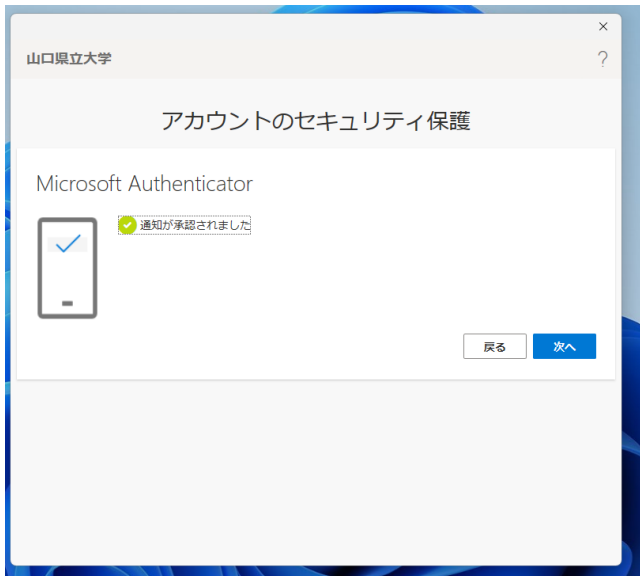 山口県立大学
?
アカウントのセキュリティ保護
Microsoft Authenticator
通知が承認されました
戻る
次へ